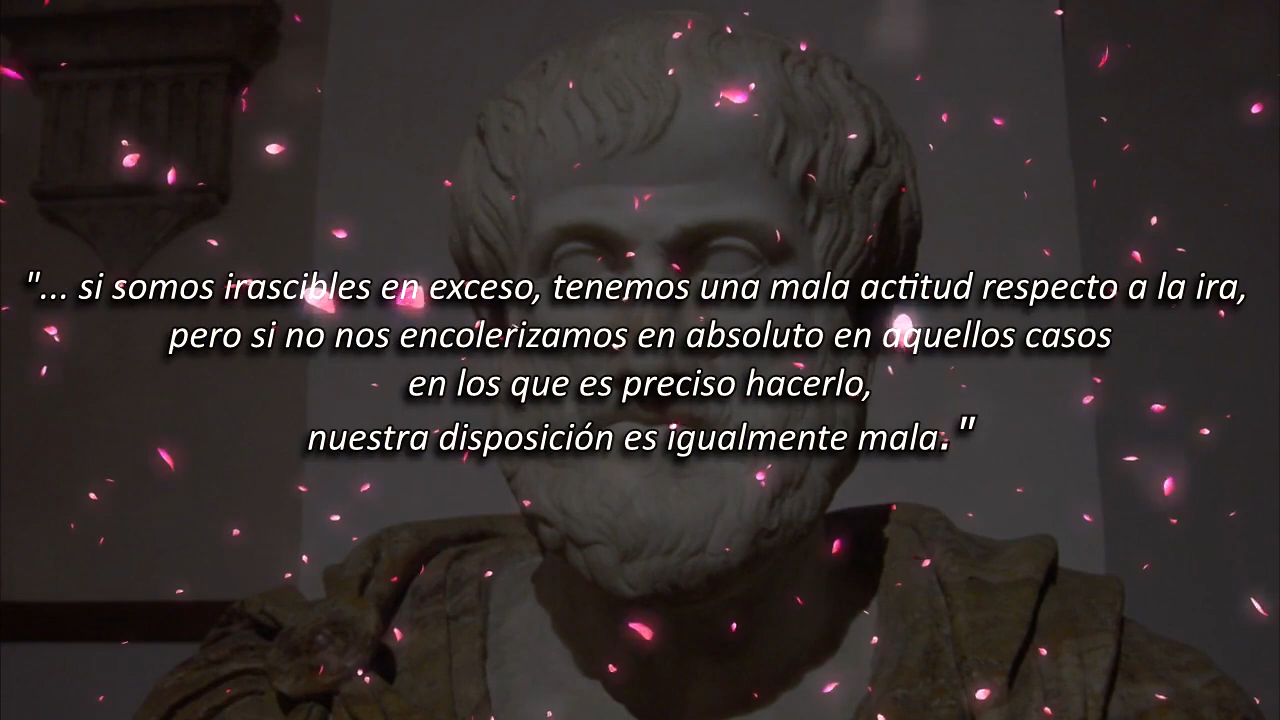 "... si somos irascibles en exceso, tenemos una mala actitud respecto a la ira,
pero si no nos encolerizamos en absoluto en aquellos casos
en los que es preciso hacerlo,
nuestra disposición es igualmente mala."